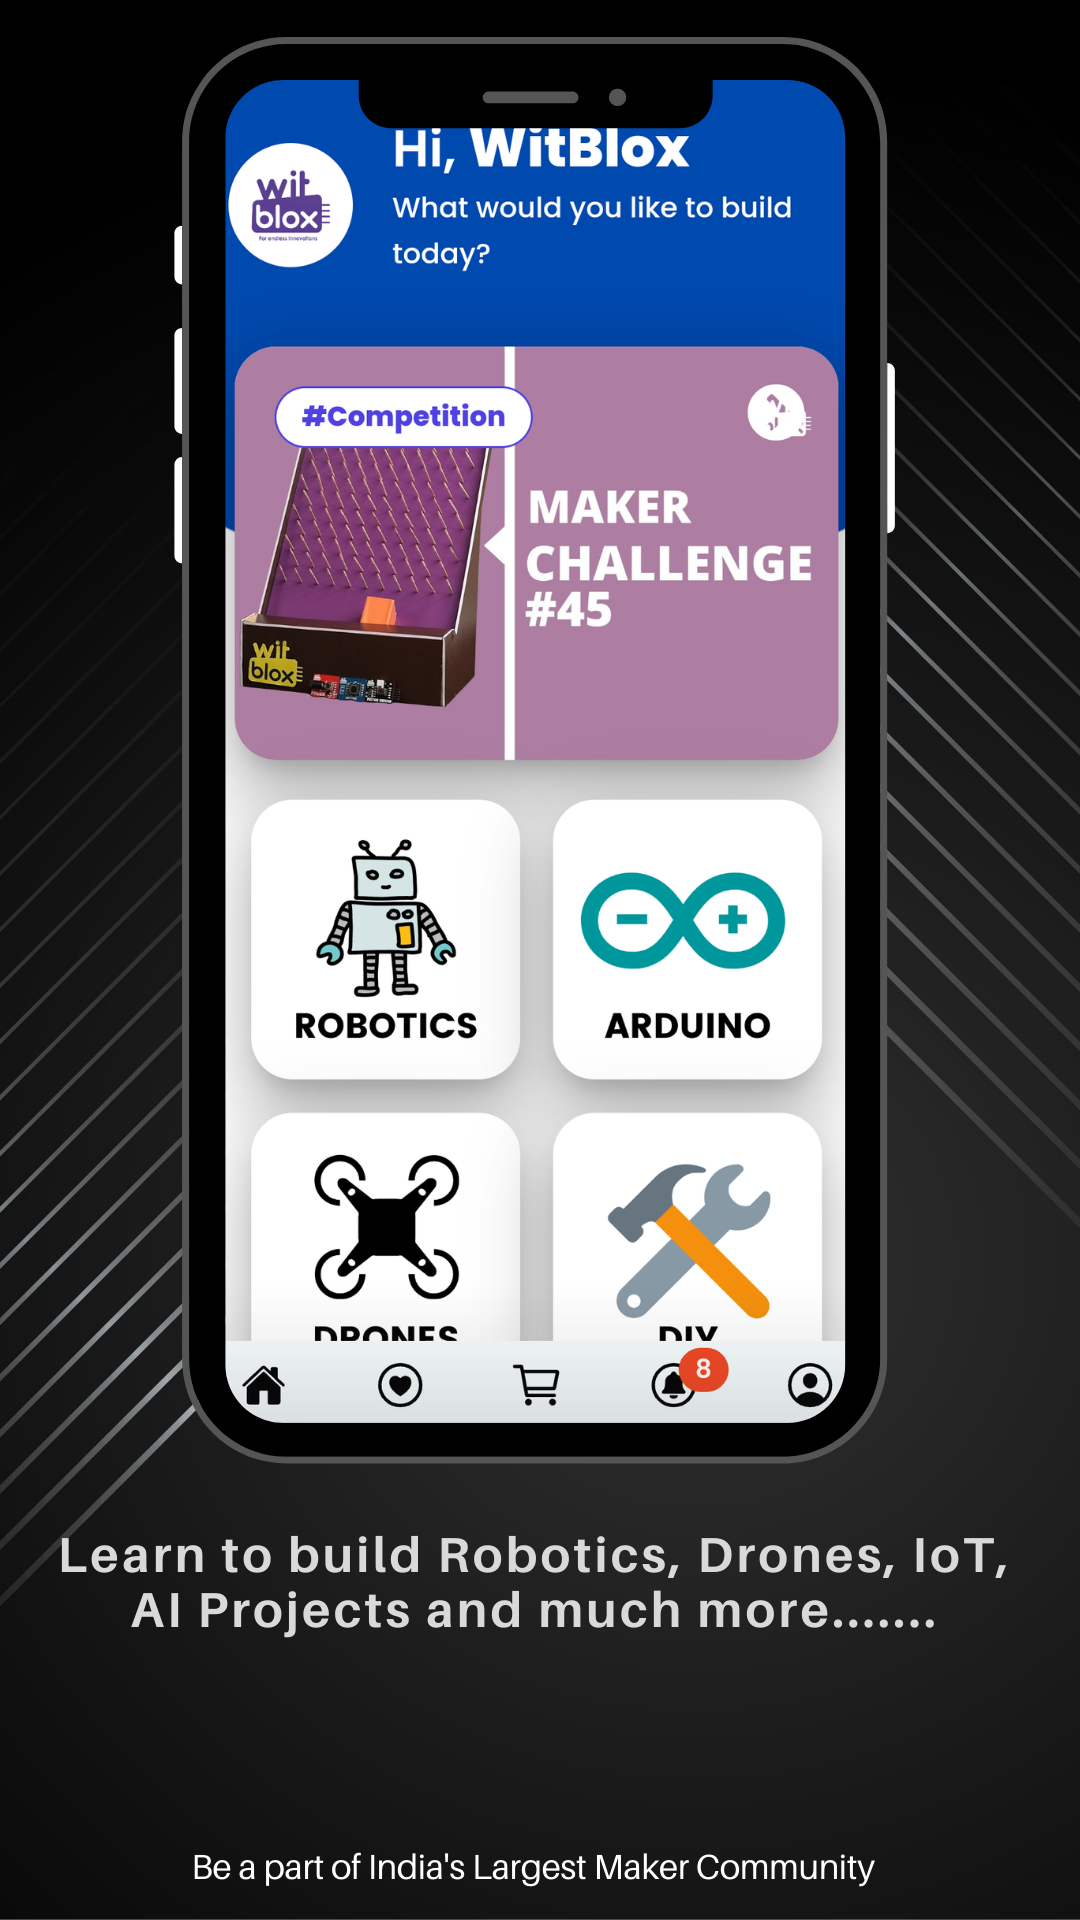 Hi, WitBlox
wit
blox
For endless innovations
What would you like to build
today?
#Competition
MAKER
CHALLENGE
#45
wit
blox
ROBOTICS
ARDUINO
DRONES
DIY
8
Learn to build Robotics, Drones, IoT,
AI Projects and much more.......
Be a part of India's Largest Maker Community